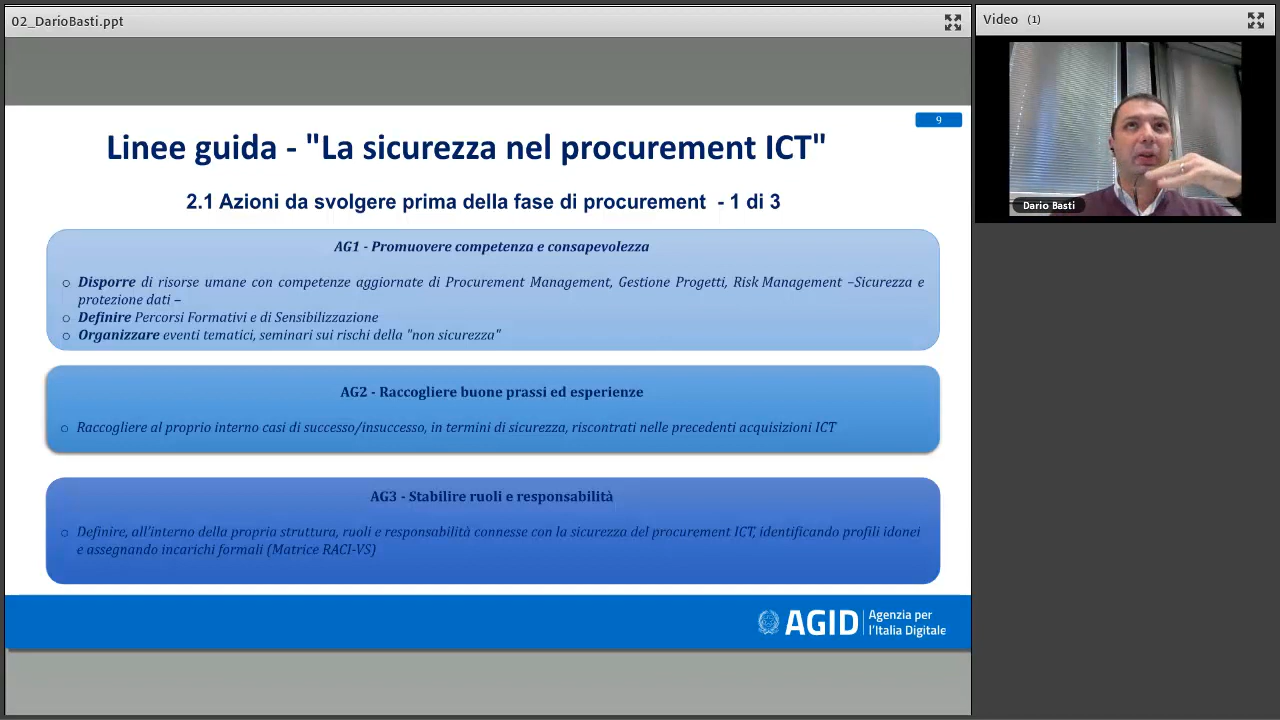 02_DarioBasti.ppt
Video (1)
9
Linee guida - "La sicurezza nel procurement ICT"
2.1 Azioni da svolgere prima della fase di procurement - 1 di 3
AG1 - Promuovere competenza e consapevolezza
o Disporre di risorse umane con competenze aggiornate di Procurement Management, Gestione Progetti, Risk Management –Sicurezza e
protezione dati –
o Definire Percorsi Formativi e di Sensibilizzazione
o Organizzare eventi tematici, seminari sui rischi della "non sicurezza"
AG2 - Raccogliere buone prassi ed esperienze
o Raccogliere al proprio interno casi di successo/insuccesso, in termini di sicurezza, riscontrati nelle precedenti acquisizioni ICT
AG3 - Stabilire ruoli e responsabilità
o Definire, all'interno della propria struttura, ruoli e responsabilità connesse con la sicurezza del procurement ICT, identificando profili idonei
e assegnando incarichi formali (Matrice RACI-VS)
AGID
Agenzia per
l'Italia Digitale
Dario Basti